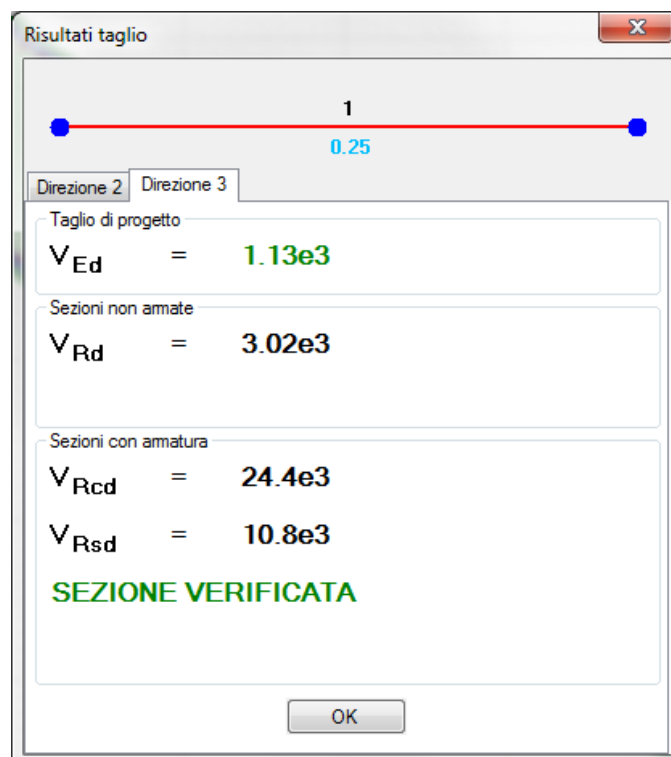 Risultati taglio
1
0.25
Direzione 2 Direzione 3
Taglio di progetto
VEd = 1.13e3
Sezioni non armate
VRd = 3.02e3
Sezioni con armatura
VRcd = 24.4e3
VRsd = 10.8e3
SEZIONE VERIFICATA
OK